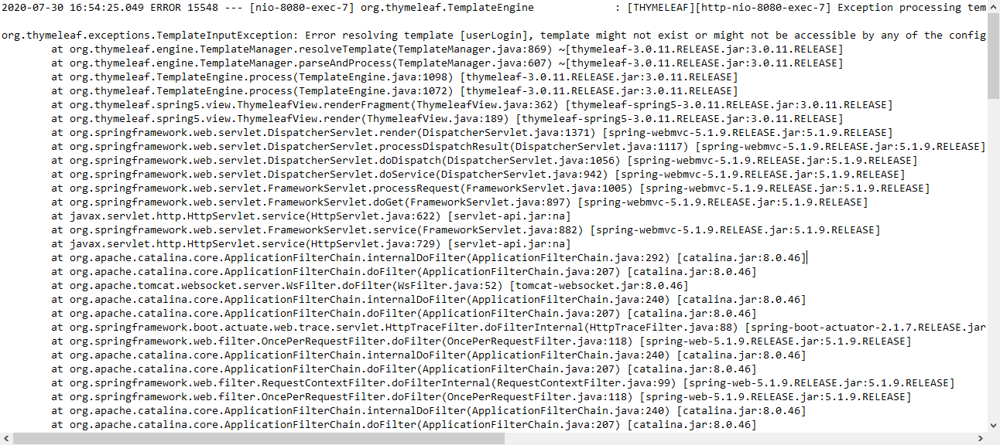 2020-07-30 16:54:25.049 ERROR 15548 --- [nio-8080-exec-7] org.thymeleaf.TemplateEngine             : [THYMELEAF][http-nio-8080-exec-7] Exception processing tem
org.thymeleaf.exceptions.TemplateInputException: Error resolving template [userLogin], template might not exist or might not be accessible by any of the config
at org.thymeleaf.engine.TemplateManager.resolveTemplate(TemplateManager.java:869) ~[thymeleaf-3.0.11.RELEASE.jar:3.0.11.RELEASE]
at org.thymeleaf.engine.TemplateManager.parseAndProcess(TemplateManager.java:607) ~[thymeleaf-3.0.11.RELEASE.jar:3.0.11.RELEASE]
at org.thymeleaf.TemplateEngine.process(TemplateEngine.java:1098) [thymeleaf-3.0.11.RELEASE.jar:3.0.11.RELEASE]
at org.thymeleaf.TemplateEngine.process(TemplateEngine.java:1072) [thymeleaf-3.0.11.RELEASE.jar:3.0.11.RELEASE]
at org.thymeleaf.spring5.view.ThymeleafView.renderFragment(ThymeleafView.java:362) [thymeleaf-spring5-3.0.11.RELEASE.jar:3.0.11.RELEASE]
at org.thymeleaf.spring5.view.ThymeleafView.render(ThymeleafView.java:189) [thymeleaf-spring5-3.0.11.RELEASE.jar:3.0.11.RELEASE]
at org.springframework.web.servlet.DispatcherServlet.render(DispatcherServlet.java:1371) [spring-webmvc-5.1.9.RELEASE.jar:5.1.9.RELEASE]
at org.springframework.web.servlet.DispatcherServlet.processDispatchResult(DispatcherServlet.java:1117) [spring-webmvc-5.1.9.RELEASE.jar:5.1.9.RELEASE]
at org.springframework.web.servlet.DispatcherServlet.doDispatch(DispatcherServlet.java:1056) [spring-webmvc-5.1.9.RELEASE.jar:5.1.9.RELEASE]
at org.springframework.web.servlet.DispatcherServlet.doService(DispatcherServlet.java:942) [spring-webmvc-5.1.9.RELEASE.jar:5.1.9.RELEASE]
at org.springframework.web.servlet.FrameworkServlet.processRequest(FrameworkServlet.java:1005) [spring-webmvc-5.1.9.RELEASE.jar:5.1.9.RELEASE]
at org.springframework.web.servlet.FrameworkServlet.doGet(FrameworkServlet.java:897) [spring-webmvc-5.1.9.RELEASE.jar:5.1.9.RELEASE]
at javax.servlet.http.HttpServlet.service(HttpServlet.java:622) [servlet-api.jar:na]
at org.springframework.web.servlet.FrameworkServlet.service(FrameworkServlet.java:882) [spring-webmvc-5.1.9.RELEASE.jar:5.1.9.RELEASE]
at javax.servlet.http.HttpServlet.service(HttpServlet.java:729) [servlet-api.jar:na]
at org.apache.catalina.core.ApplicationFilterChain.internalDoFilter(ApplicationFilterChain.java:292) [catalina.jar:8.0.46]
at org.apache.catalina.core.ApplicationFilterChain.doFilter(ApplicationFilterChain.java:207) [catalina.jar:8.0.46]
at org.apache.tomcat.websocket.server.WsFilter.doFilter(WsFilter.java:52) [tomcat-websocket.jar:8.0.46]
at org.apache.catalina.core.ApplicationFilterChain.internalDoFilter(ApplicationFilterChain.java:240) [catalina.jar:8.0.46]
at org.apache.catalina.core.ApplicationFilterChain.doFilter(ApplicationFilterChain.java:207) [catalina.jar:8.0.46]
at org.springframework.boot.actuate.web.trace.servlet.HttpTraceFilter.doFilterInternal(HttpTraceFilter.java:88) [spring-boot-actuator-2.1.7.RELEASE.jar
at org.springframework.web.filter.OncePerRequestFilter.doFilter(OncePerRequestFilter.java:118) [spring-web-5.1.9.RELEASE.jar:5.1.9.RELEASE]
at org.apache.catalina.core.ApplicationFilterChain.internalDoFilter(ApplicationFilterChain.java:240) [catalina.jar:8.0.46]
at org.apache.catalina.core.ApplicationFilterChain.doFilter(ApplicationFilterChain.java:207) [catalina.jar:8.0.46]
at org.springframework.web.filter.RequestContextFilter.doFilterInternal(RequestContextFilter.java:99) [spring-web-5.1.9.RELEASE.jar:5.1.9.RELEASE]
at org.springframework.web.filter.OncePerRequestFilter.doFilter(OncePerRequestFilter.java:118) [spring-web-5.1.9.RELEASE.jar:5.1.9.RELEASE]
at org.apache.catalina.core.ApplicationFilterChain.internalDoFilter(ApplicationFilterChain.java:240) [catalina.jar:8.0.46]
at org.apache.catalina.core.ApplicationFilterChain.doFilter(ApplicationFilterChain.java:207) [catalina.jar:8.0.46]